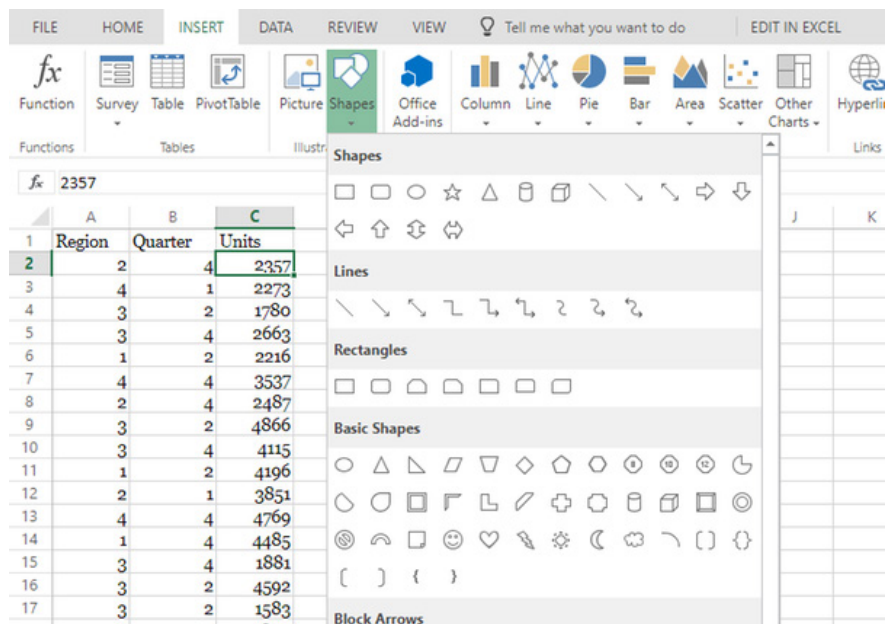 FILE HOME INSERT DATA REVIEW VIEW Tell me what you want to do EDIT IN EXCEL
fx
Function Survey Table PivotTable Picture Shapes Office Add-ins Column Line Pie Bar Area Scatter Other Charts
Functions Tables Links
fx 2357
Shapes
Lines
Rectangles
Basic Shapes
8 10 12
Block Arrows
A B C J K
1 Region Quarter Units
2 2 4 2357
3 4 1 2273
4 3 2 1780
5 3 4 2663
6 1 2 2216
7 4 4 3537
8 2 4 2487
9 3 2 4866
10 3 4 4115
11 1 2 4196
12 2 1 3851
13 4 4 4769
14 1 4 4485
15 3 4 1881
16 3 2 4592
17 3 2 1583